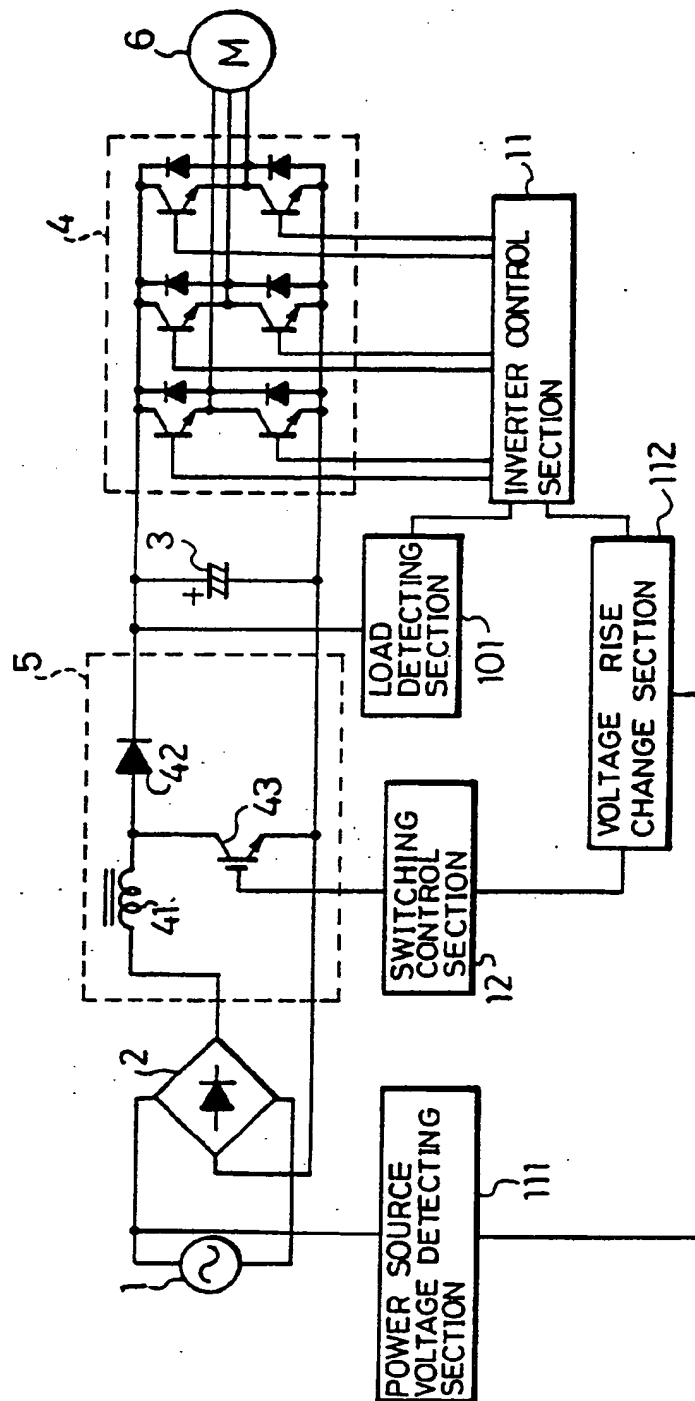 6
M
4
11
INVERTER CONTROL
SECTION
112
3
+
LOAD
DETECTING
SECTION
101
VOLTAGE RISE
CHANGE SECTION
5
42
43
41
SWITCHING
CONTROL
SECTION
12
2
1
POWER SOURCE
VOLTAGE DETECTING
SECTION
111